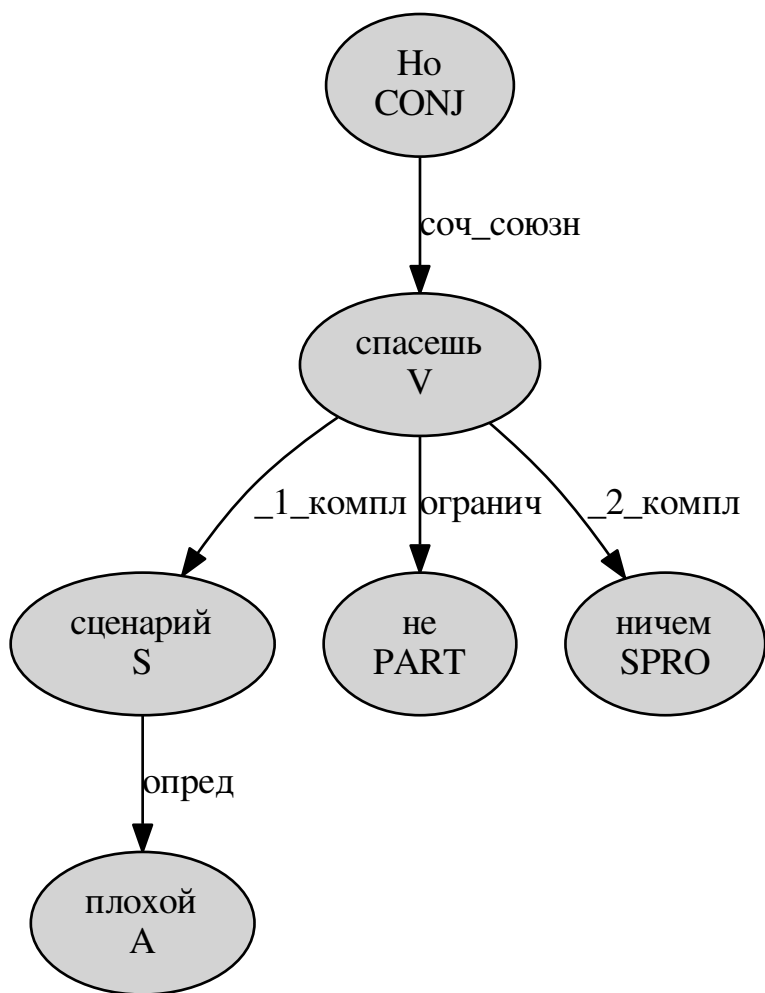 Но
CONJ
соч_союзн
спасешь
V
_1_компл
огранич
_2_компл
сценарий
S
не
PART
ничем
SPRO
опред
плохой
A